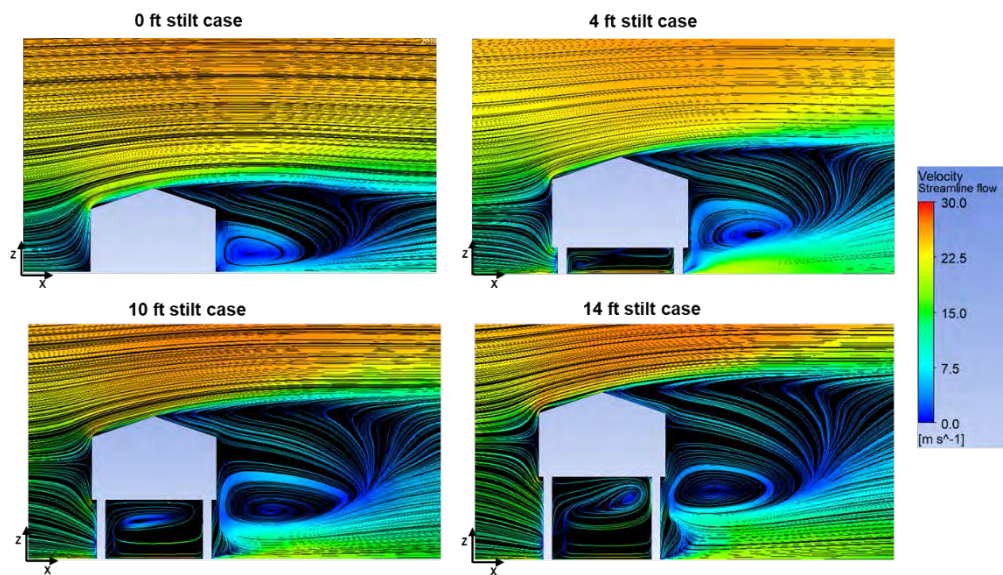 0 ft stilt case
4 ft stilt case
z
x
z
x
10 ft stilt case
14 ft stilt case
z
x
z
x
Velocity
Streamline flow
30.0
22.5
15.0
7.5
0.0
[m s^-1]